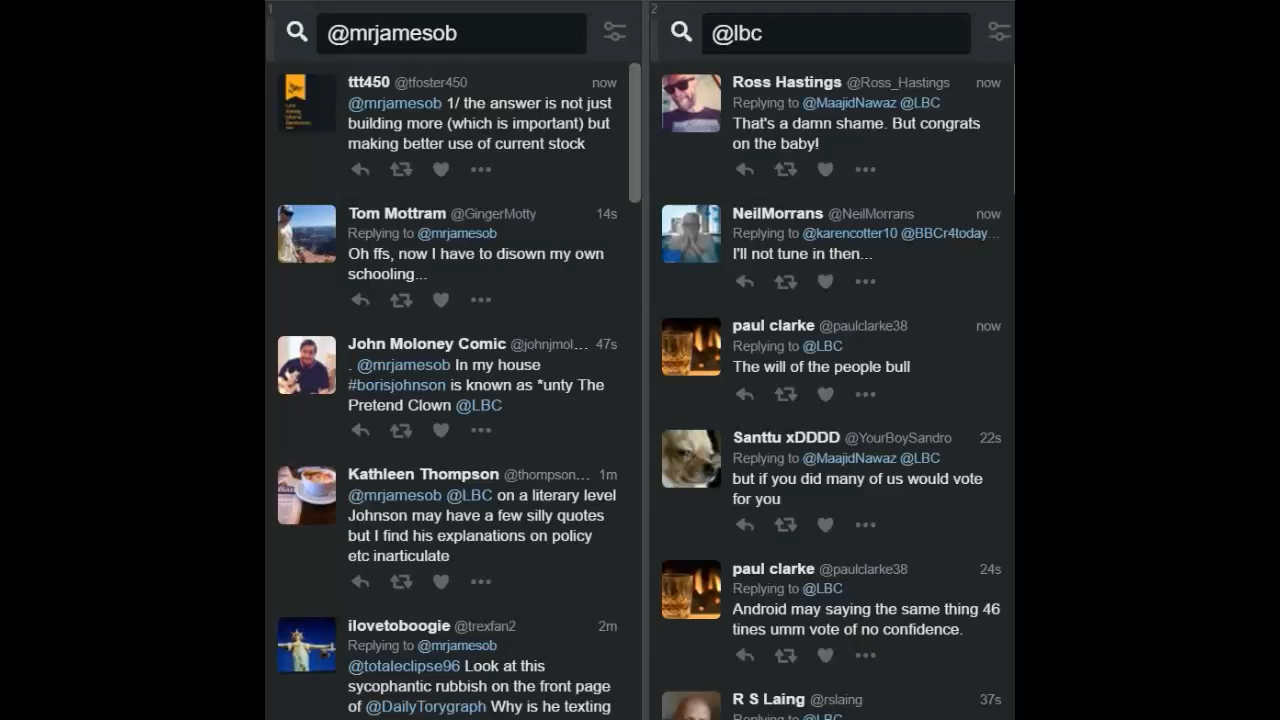 1
@mrjamesob
ttt450 @tfoster450 now
@mrjamesob 1/ the answer is not just
building more (which is important) but
making better use of current stock
Tom Mottram @GingerMotty 14s
Replying to @mrjamesob
Oh ffs, now I have to disown my own
schooling...
John Moloney Comic @johnjmol... 47s
. @mrjamesob In my house
#borisjohnson is known as *unty The
Pretend Clown @LBC
Kathleen Thompson @thompson... 1m
@mrjamesob @LBC on a literary level
Johnson may have a few silly quotes
but I find his explanations on policy
etc inarticulate
ilovetoboogie @trexfan2 2m
Replying to @mrjamesob
@totaleclipse96 Look at this
sycophantic rubbish on the front page
of @DailyTorygraph Why is he texting
2
@lbc
Ross Hastings @Ross_Hastings now
Replying to @MaajidNawaz @LBC
That's a damn shame. But congrats
on the baby!
NeilMorrans @NeilMorrans now
Replying to @karencotter10 @BBCr4today...
I'll not tune in then...
paul clarke @paulclarke38 now
Replying to @LBC
The will of the people bull
Santtu xDDDD @YourBoySandro 22s
Replying to @MaajidNawaz @LBC
but if you did many of us would vote
for you
paul clarke @paulclarke38 24s
Replying to @LBC
Android may saying the same thing 46
tines umm vote of no confidence.
R S Laing @rslaing 37s
Replying to @LBC